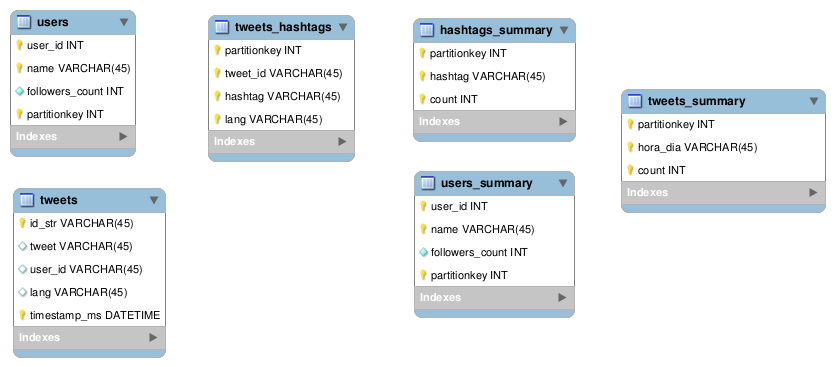 users
user_id INT
name VARCHAR(45)
followers_count INT
partitionkey INT
Indexes
tweets
id_str VARCHAR(45)
tweet VARCHAR(45)
user_id VARCHAR(45)
lang VARCHAR(45)
timestamp_ms DATETIME
Indexes
tweets_hashtags
partitionkey INT
tweet_id VARCHAR(45)
hashtag VARCHAR(45)
lang VARCHAR(45)
Indexes
hashtags_summary
partitionkey INT
hashtag VARCHAR(45)
count INT
Indexes
users_summary
user_id INT
name VARCHAR(45)
followers_count INT
partitionkey INT
Indexes
tweets_summary
partitionkey INT
hora_dia VARCHAR(45)
count INT
Indexes